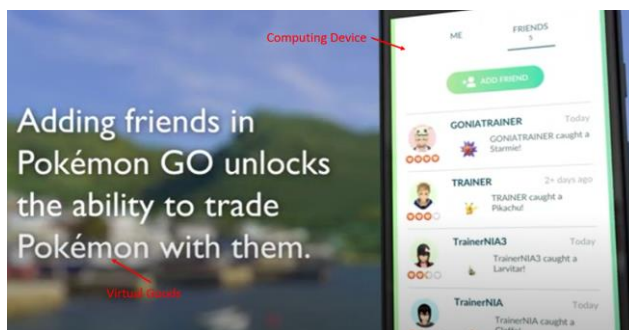 Computing Device
ME
FRIENDS
5
ADD FRIEND
Adding friends in
Pokémon GO unlocks
the ability to trade
Pokémon with them.
Virtual Goods
GONIATRAINER Today
GONIATRAINER caught a
Starmie!
TRAINER 2+ days ago
TRAINER caught a
Pikachu!
TrainerNIA3 Today
TrainerNIA3 caught a
Larvitar!
TrainerNIA Today
TrainerNIA caught a